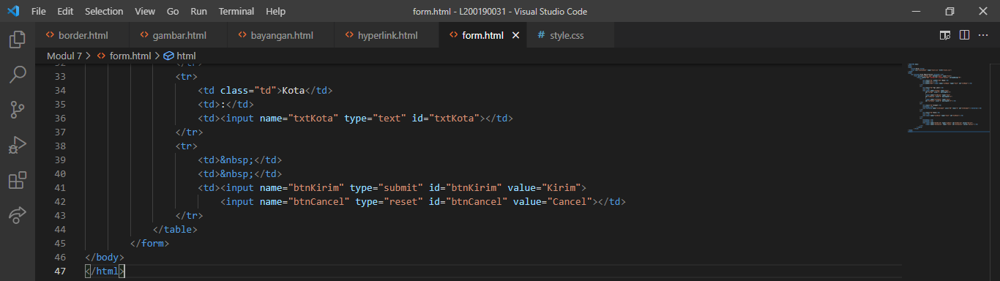 File Edit Selection View Go Run Terminal Help form.html - L200190031 - Visual Studio Code
border.html gambar.html bayangan.html hyperlink.html form.html style.css
Modul 7 > form.html > html
32 </tr>
33 <tr>
34 <td class="td">Kota</td>
35 <td>:</td>
36 <td><input name="txtKota" type="text" id="txtKota"></td>
37 </tr>
38 <tr>
39 <td>&nbsp;</td>
40 <td>&nbsp;</td>
41 <td><input name="btnKirim" type="submit" id="btnKirim" value="Kirim">
42 <input name="btnCancel" type="reset" id="btnCancel" value="Cancel"></td>
43 </tr>
44 </table>
45 </form>
46 </body>
47 </html>